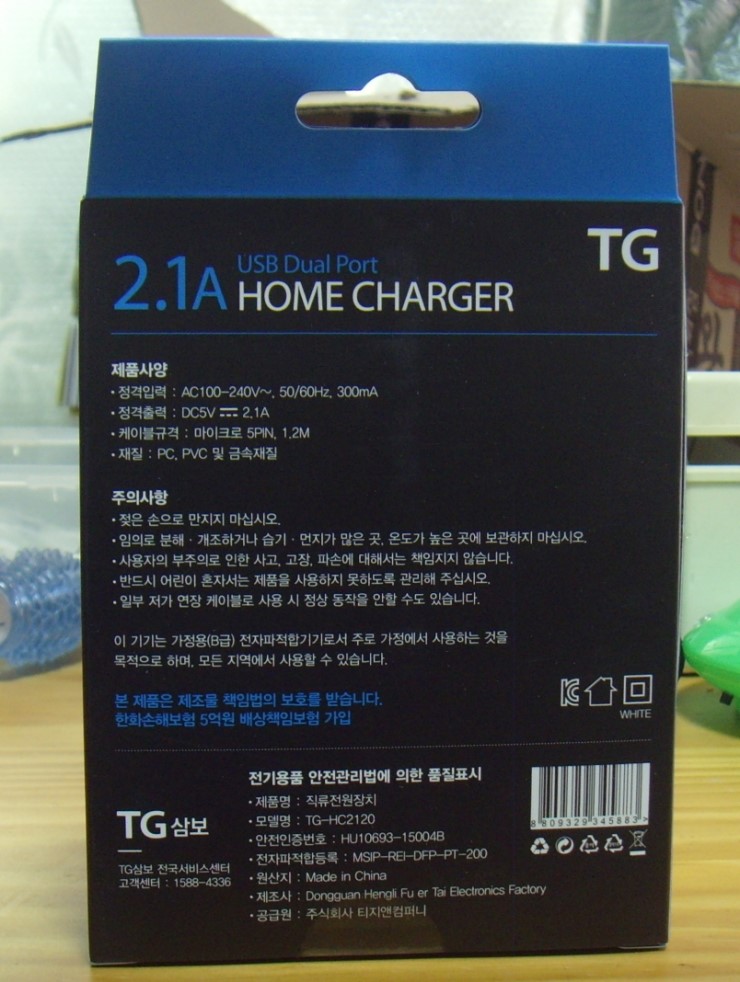 TG
2.1A USB Dual Port
HOME CHARGER
제품사양
· 정격입력 : AC100-240V~, 50/60Hz, 300mA
· 정격출력 : DC5V ⎓ 2.1A
· 케이블규격 : 마이크로 5PIN, 1.2M
· 재질 : PC, PVC 및 금속재질
주의사항
· 젖은 손으로 만지지 마십시오.
· 임의로 분해 · 개조하거나 습기 · 먼지가 많은 곳, 온도가 높은 곳에 보관하지 마십시오.
· 사용자의 부주의로 인한 사고, 고장, 파손에 대해서는 책임지지 않습니다.
· 반드시 어린이 혼자서는 제품을 사용하지 못하도록 관리해 주십시오.
· 일부 저가 연장 케이블로 사용 시 정상 동작을 안할 수도 있습니다.
이 기기는 가정용(B급) 전자파적합기기로서 주로 가정에서 사용하는 것을
목적으로 하며, 모든 지역에서 사용할 수 있습니다.
본 제품은 제조물 책임법의 보호를 받습니다.
한화손해보험 5억원 배상책임보험 가입
WHITE
전기용품 안전관리법에 의한 품질표시
· 제품명 : 직류전원장치
· 모델명 : TG-HC2120
· 안전인증번호 : HU10693-15004B
· 전자파적합등록 : MSIP-REI-DFP-PT-200
· 원산지 : Made in China
· 제조사 : Dongguan Hengli Fu er Tai Electronics Factory
· 공급원 : 주식회사 티지앤컴퍼니
TG 삼보
TG삼보 전국서비스센터
고객센터 : 1588-4336
8 809329 345883 >